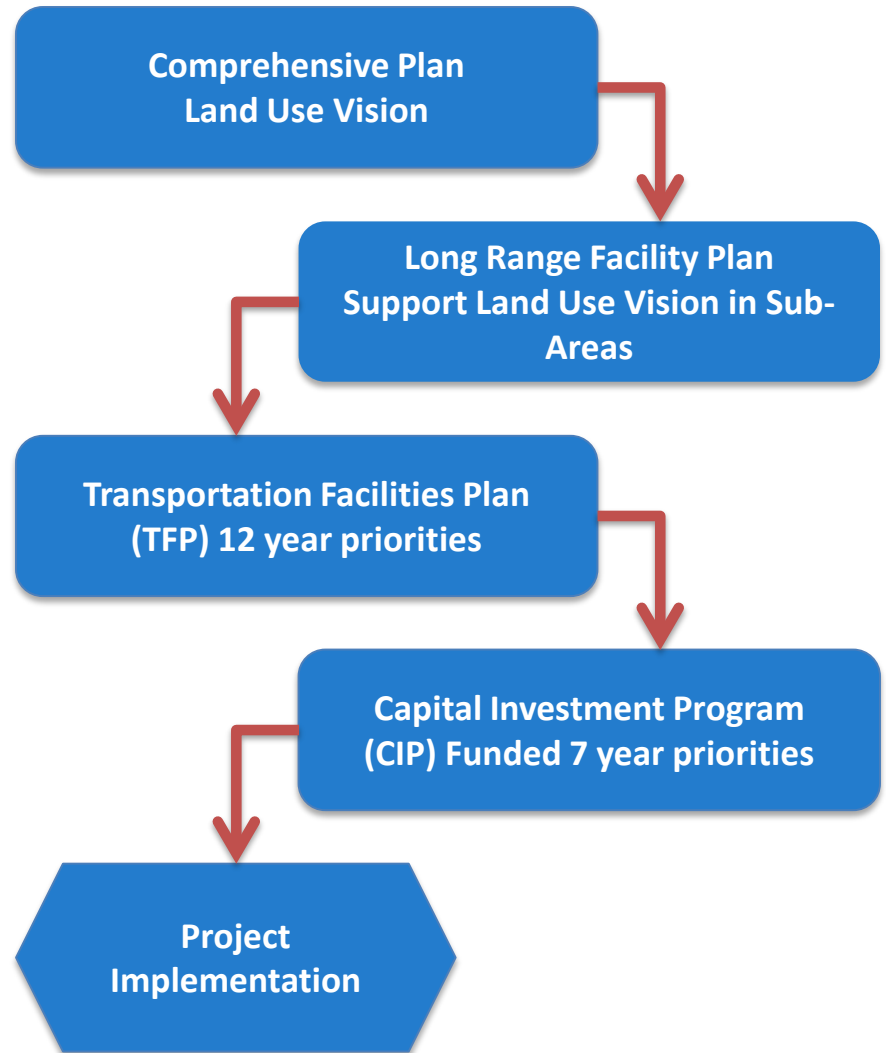 Comprehensive Plan
Land Use Vision
Long Range Facility Plan
Support Land Use Vision in Sub-
Areas
Transportation Facilities Plan
(TFP) 12 year priorities
Capital Investment Program
(CIP) Funded 7 year priorities
Project
Implementation